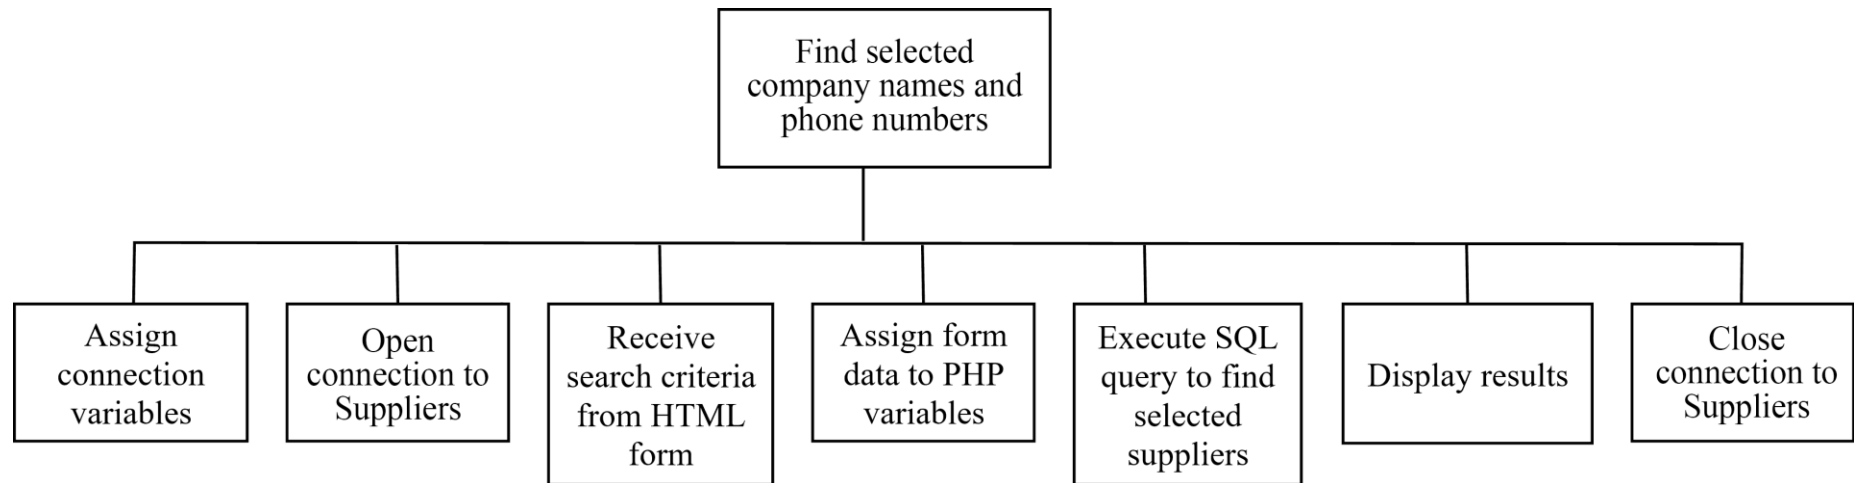 Find selected
company names and
phone numbers
Assign
connection
variables
Open
connection to
Suppliers
Receive
search criteria
from HTML
form
Assign form
data to PHP
variables
Execute SQL
query to find
selected
suppliers
Display results
Close
connection to
Suppliers